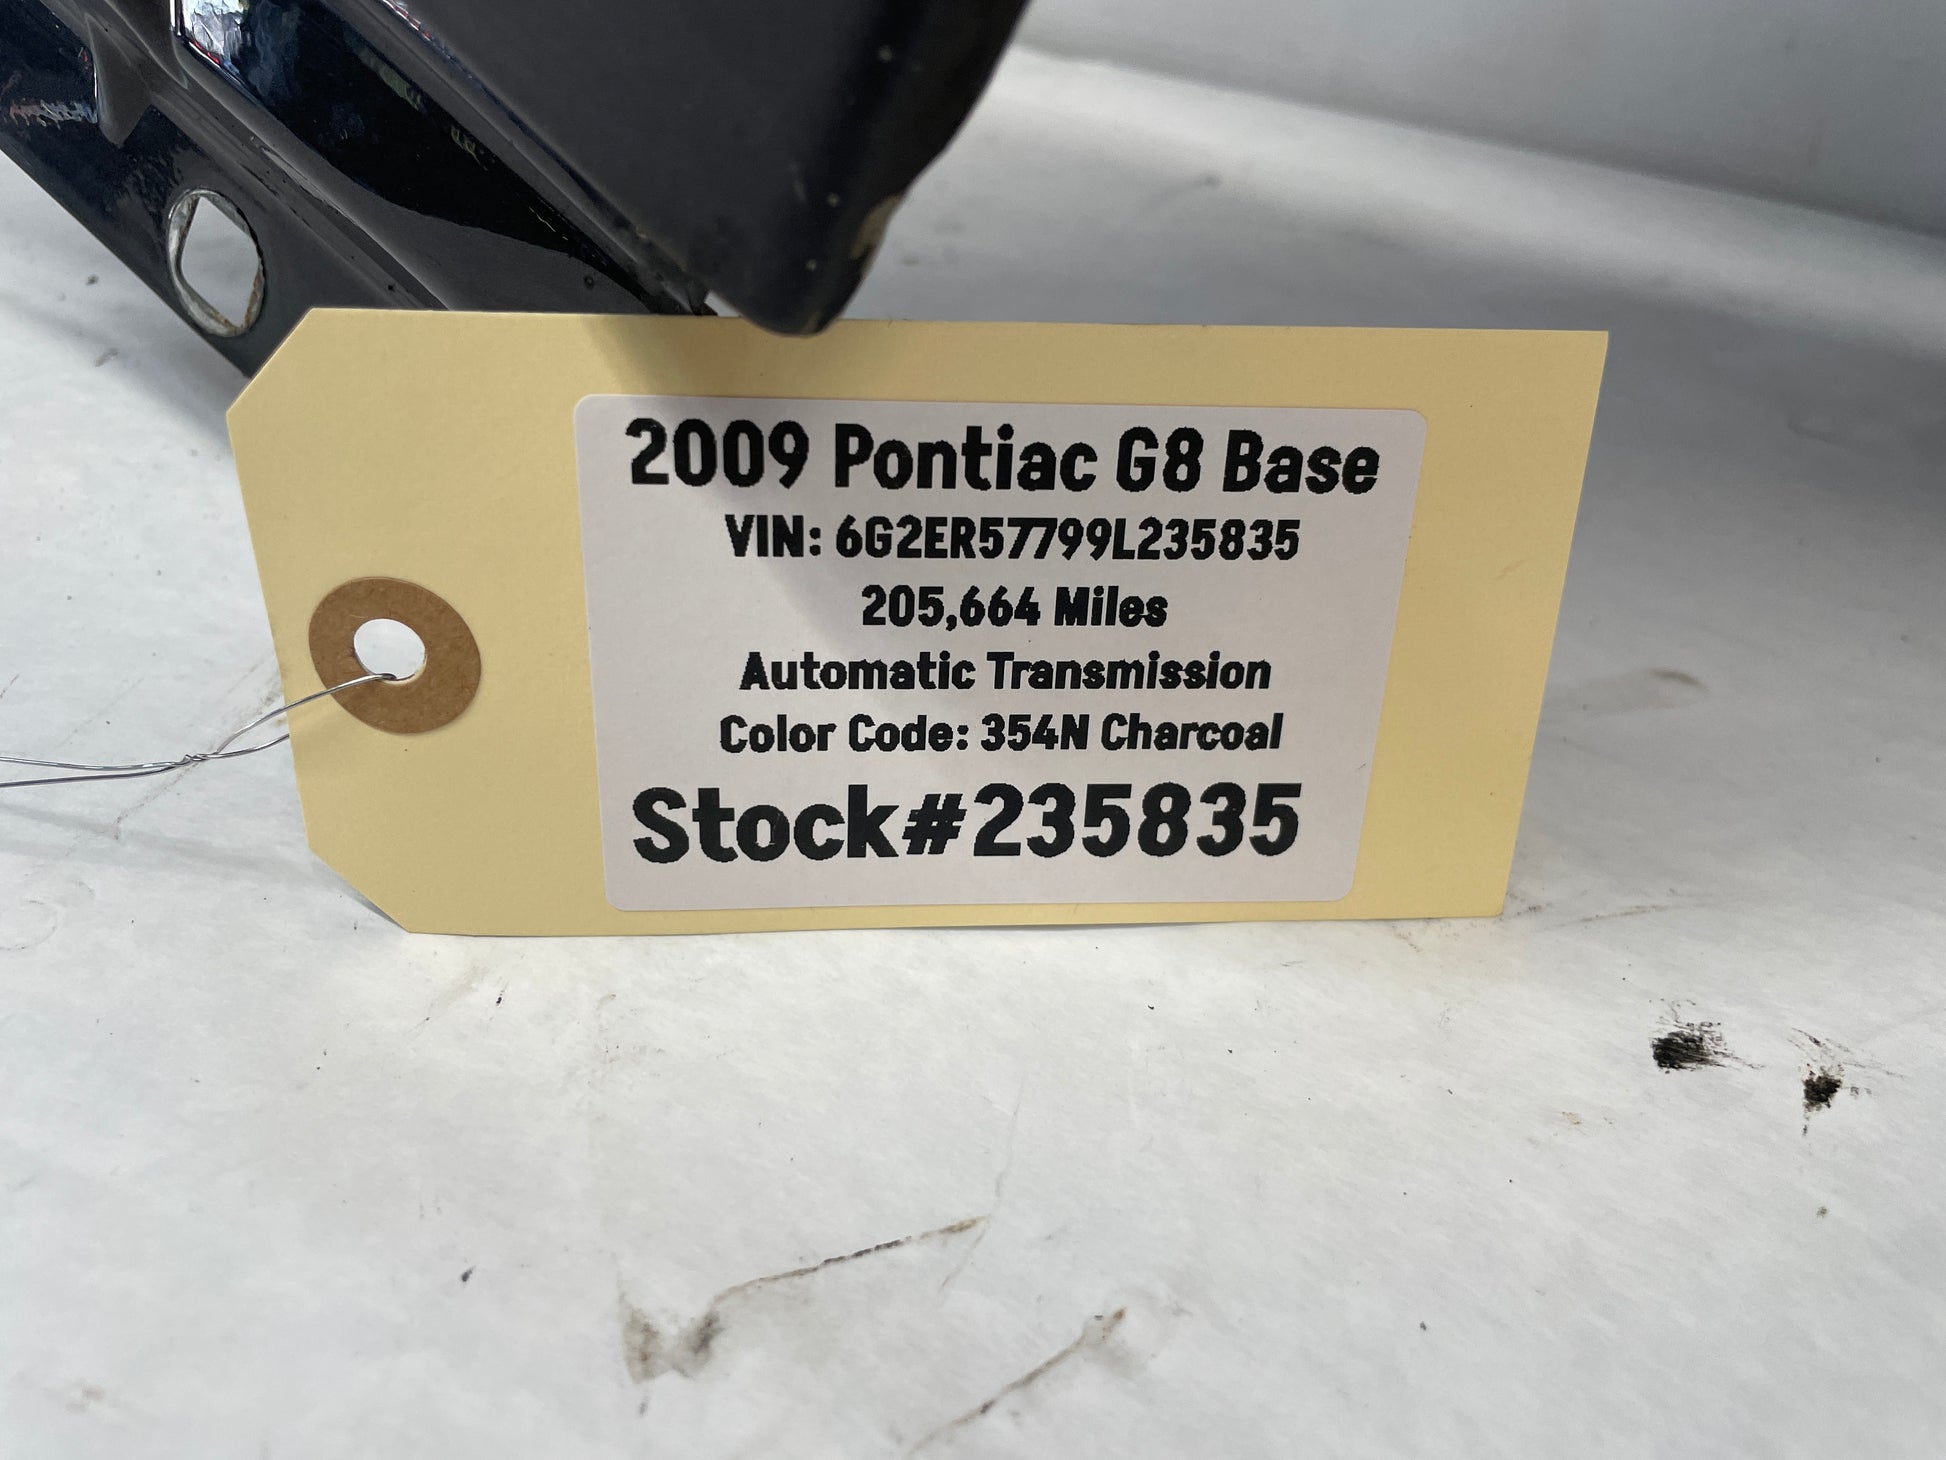 2009 Pontiac G8 Base
VIN: 6G2ER57799L235835
205,664 Miles
Automatic Transmission
Color Code: 354N Charcoal
Stock#235835